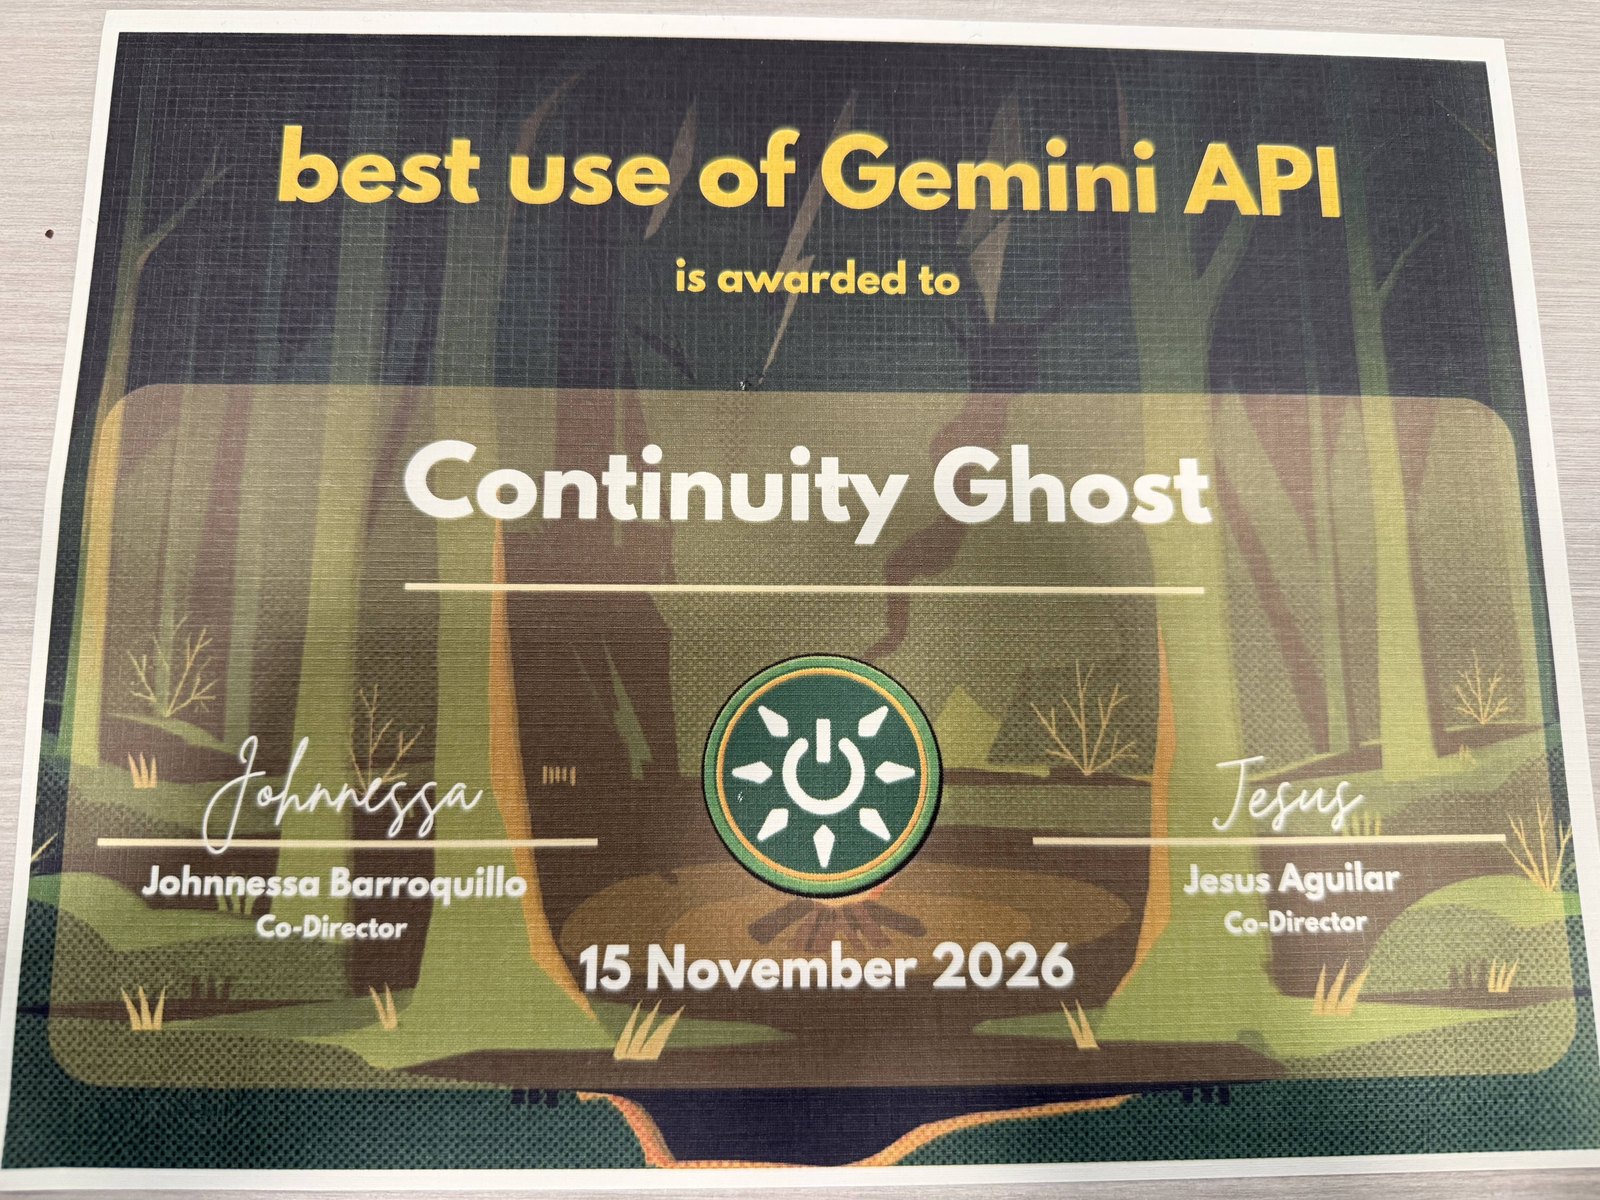 best use of Gemini API
is awarded to
Continuity Ghost
Johnnessa
Jesus
Johnnessa Barroquillo
Jesus Aguilar
Co-Director
Co-Director
15 November 2026